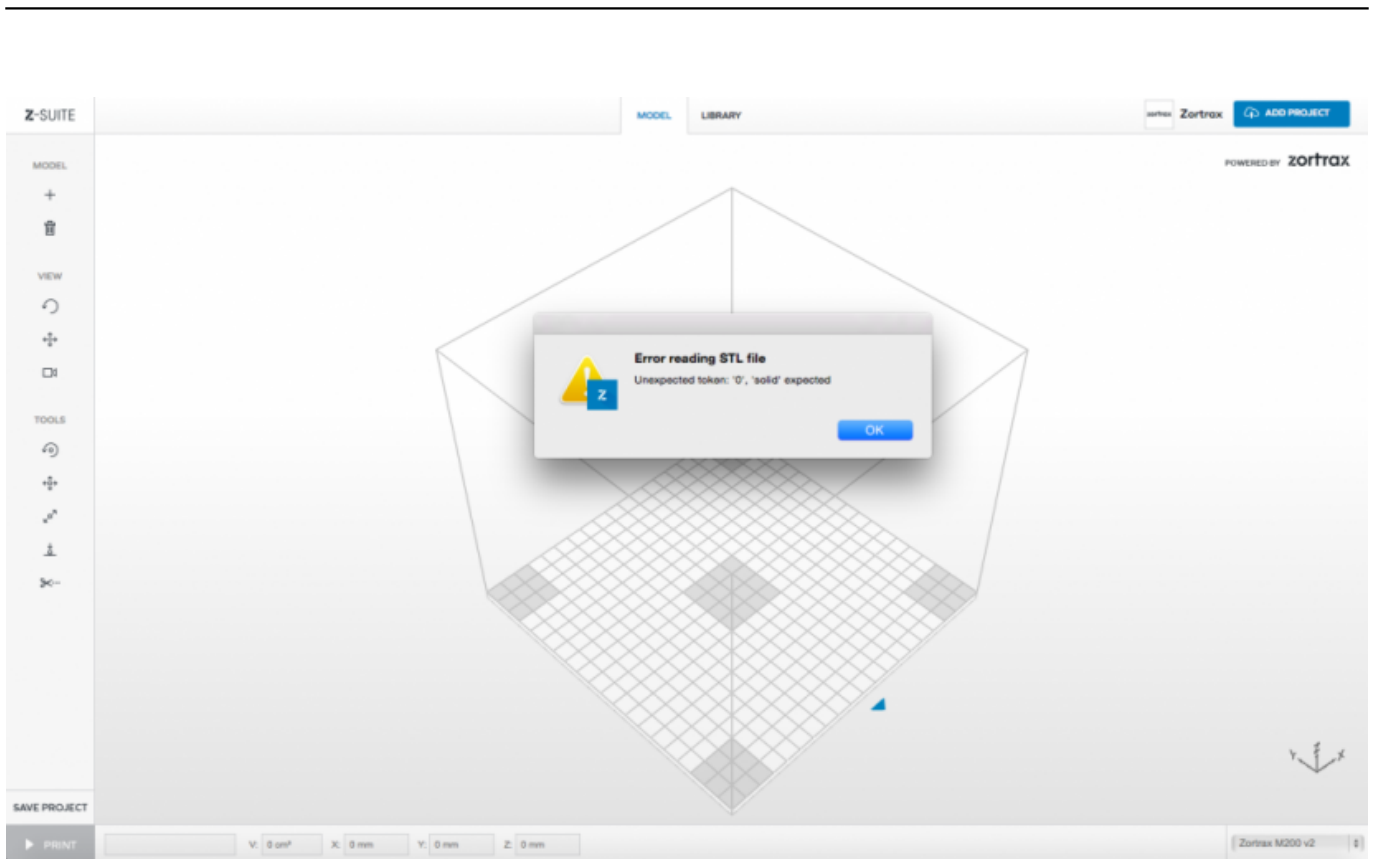 Z-SUITE
MODEL
LIBRARY
zortrax
Zortrax
ADD PROJECT
POWERED BY zortrax
MODEL
VIEW
TOOLS
Error reading STL file
Unexpected token: '0', 'solid' expected
OK
Z
Y Z X
SAVE PROJECT
PRINT
V: 0 cm³ X: 0 mm Y: 0 mm Z: 0 mm
Zortrax M200 v2